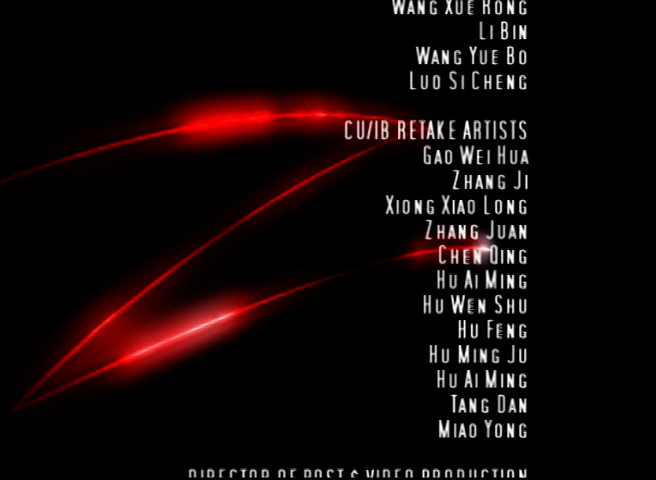 WANG XUE RONG
LI BIN
WANG YUE BO
LUO SI CHENG
CU/IB RETAKE ARTISTS
GAO WEI HUA
ZHANG JI
XIONG XIAO LONG
ZHANG JUAN
CHEN QING
HU AI MING
HU WEN SHU
HU FENG
HU MING JU
HU AI MING
TANG DAN
MIAO YONG
DIRECTOR OF POST & VIDEO PRODUCTION